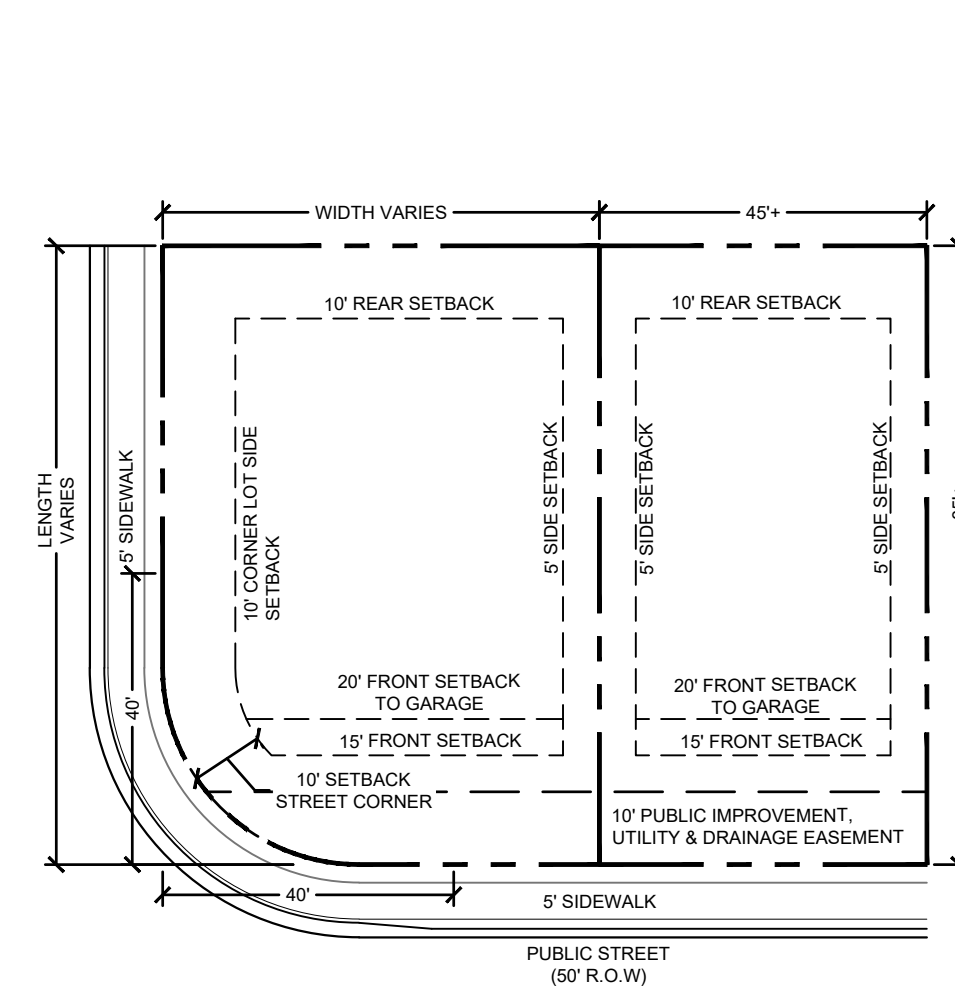 WIDTH VARIES
45'+
10' REAR SETBACK
10' REAR SETBACK
LENGTH
VARIES
5' SIDEWALK
10' CORNER LOT SIDE
SETBACK
5' SIDE SETBACK
5' SIDE SETBACK
5' SIDE SETBACK
20' FRONT SETBACK
TO GARAGE
20' FRONT SETBACK
TO GARAGE
40'
15' FRONT SETBACK
15' FRONT SETBACK
10' SETBACK
STREET CORNER
10' PUBLIC IMPROVEMENT,
UTILITY & DRAINAGE EASEMENT
40'
5' SIDEWALK
PUBLIC STREET
(50' R.O.W)